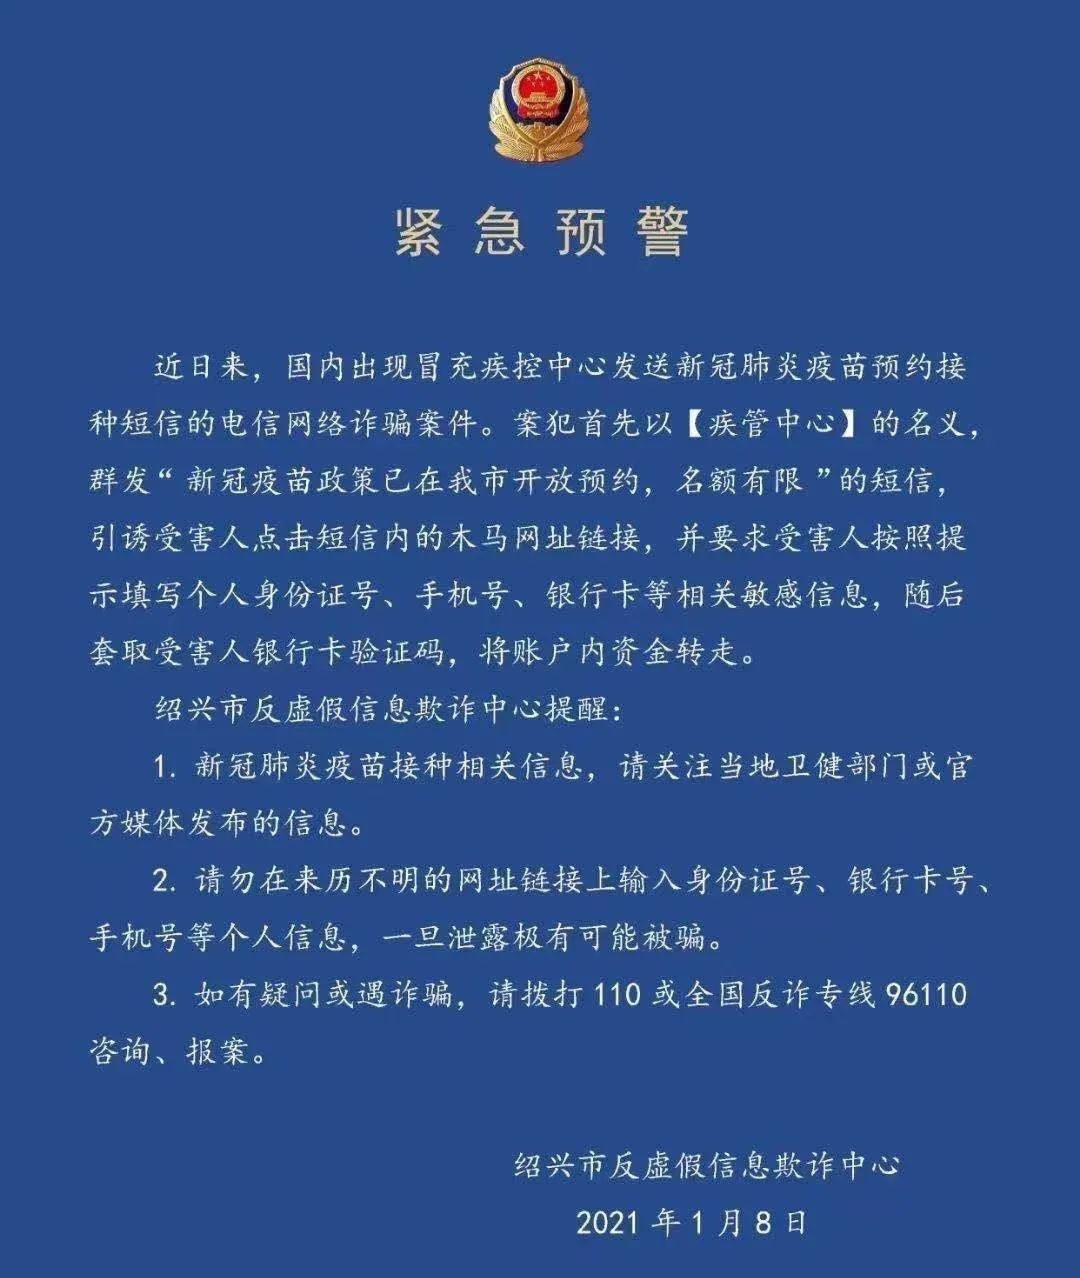 紧急预警
近日来，国内出现冒充疾控中心发送新冠肺炎疫苗预约接
种短信的电信网络诈骗案件。案犯首先以【疾管中心】的名义，
群发“新冠疫苗政策已在我市开放预约，名额有限”的短信，
引诱受害人点击短信内的木马网址链接，并要求受害人按照提
示填写个人身份证号、手机号、银行卡等相关敏感信息，随后
套取受害人银行卡验证码，将账户内资金转走。
绍兴市反虚假信息欺诈中心提醒：
1. 新冠肺炎疫苗接种相关信息，请关注当地卫健部门或官
方媒体发布的信息。
2. 请勿在来历不明的网址链接上输入身份证号、银行卡号、
手机号等个人信息，一旦泄露极有可能被骗。
3. 如有疑问或遇诈骗，请拨打 110 或全国反诈专线 96110
咨询、报案。
绍兴市反虚假信息欺诈中心
2021 年 1 月 8 日